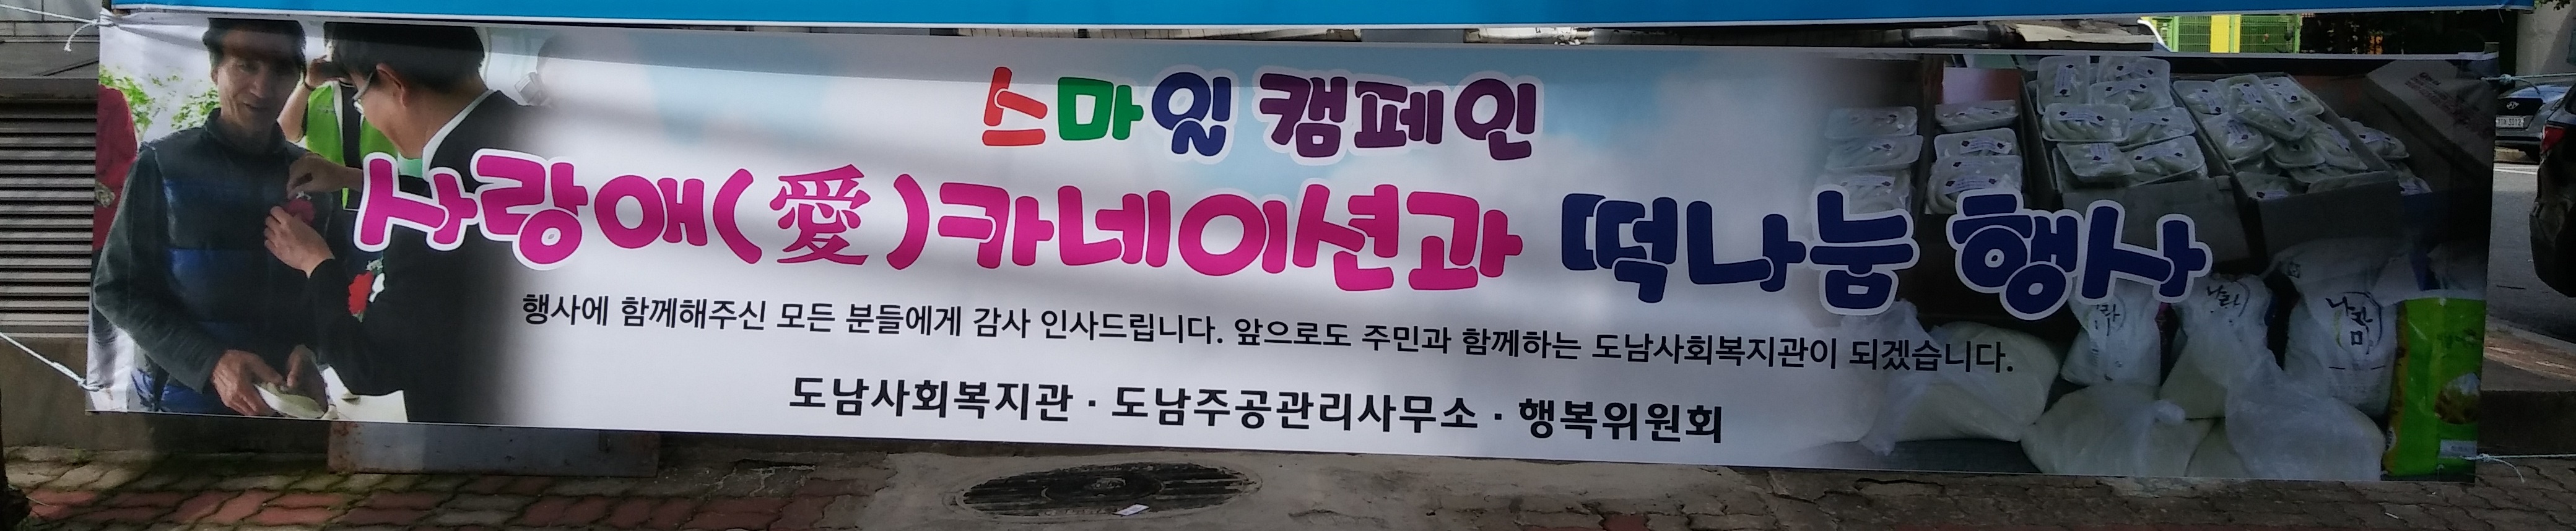 스마일 캠페인
사랑애(愛)카네이션과 떡나눔 행사
행사에 함께해주신 모든 분들에게 감사 인사드립니다. 앞으로도 주민과 함께하는 도남사회복지관이 되겠습니다.
도남사회복지관 · 도남주공관리사무소 · 행복위원회